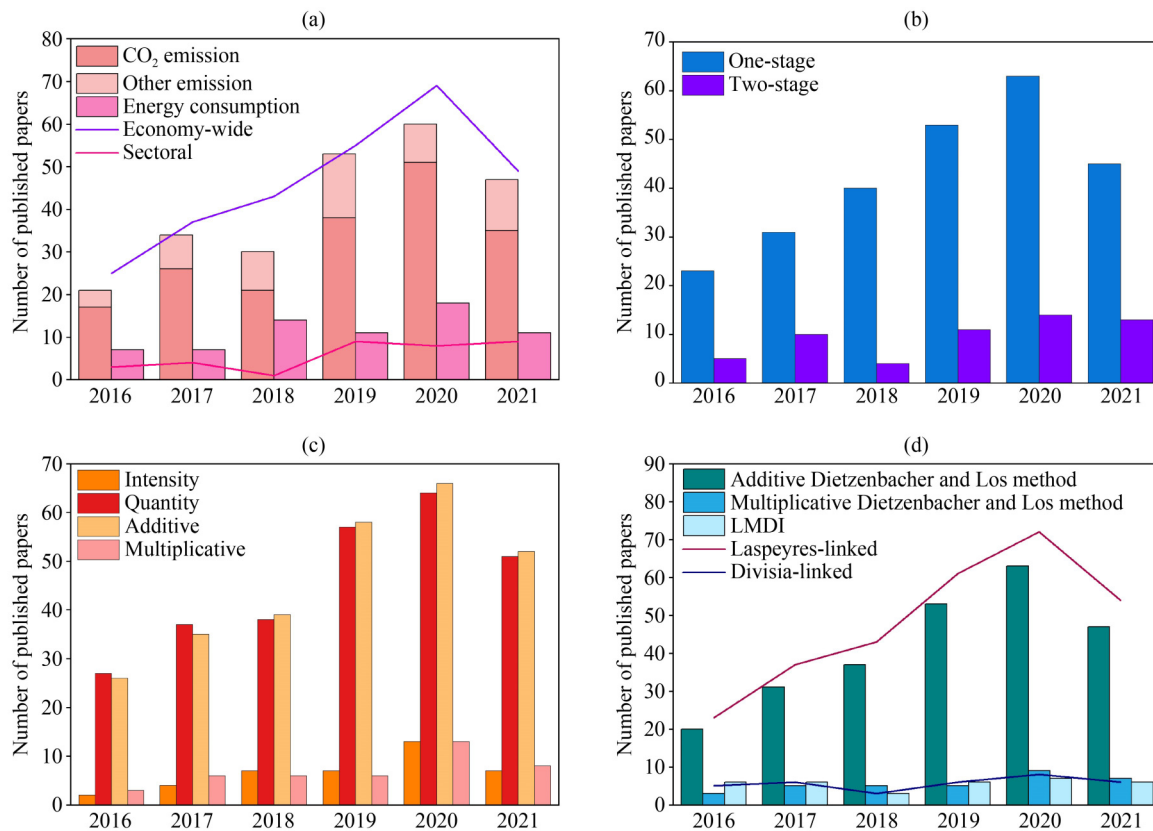 (a)
Number of published papers
80
70
60
50
40
30
20
10
0
CO₂ emission
Other emission
Energy consumption
Economy-wide
Sectoral
2016 2017 2018 2019 2020 2021
(b)
Number of published papers
70
60
50
40
30
20
10
0
One-stage
Two-stage
2016 2017 2018 2019 2020 2021
(c)
Number of published papers
70
60
50
40
30
20
10
0
Intensity
Quantity
Additive
Multiplicative
2016 2017 2018 2019 2020 2021
(d)
Number of published papers
90
80
70
60
50
40
30
20
10
0
Additive Dietzenbacher and Los method
Multiplicative Dietzenbacher and Los method
LMDI
Laspeyres-linked
Divisia-linked
2016 2017 2018 2019 2020 2021